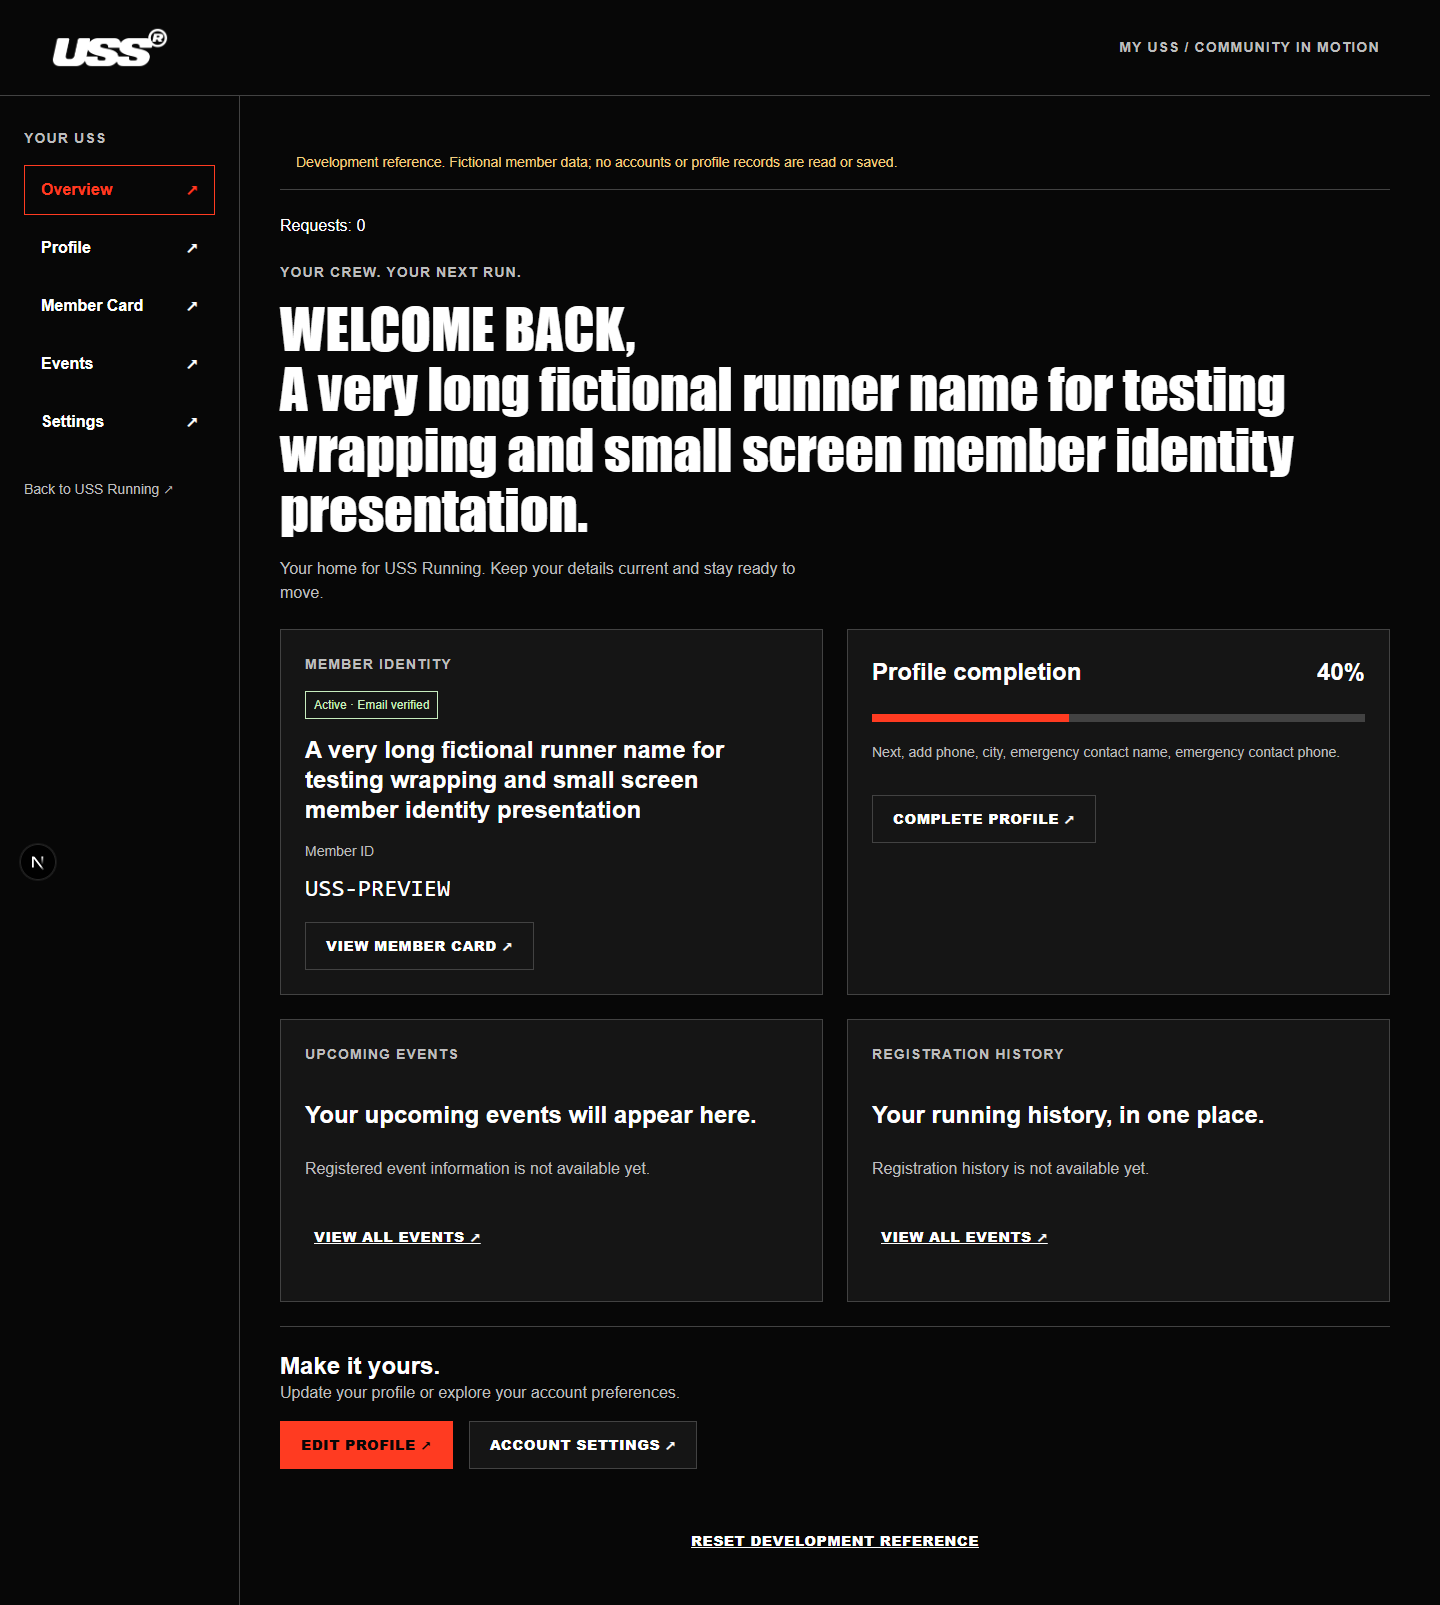 USS®
MY USS / COMMUNITY IN MOTION
YOUR USS
Overview ↗
Profile ↗
Member Card ↗
Events ↗
Settings ↗
Back to USS Running ↗
Development reference. Fictional member data; no accounts or profile records are read or saved.
Requests: 0
YOUR CREW. YOUR NEXT RUN.
WELCOME BACK,
A very long fictional runner name for testing
wrapping and small screen member identity
presentation.
Your home for USS Running. Keep your details current and stay ready to
move.
MEMBER IDENTITY
Active · Email verified
A very long fictional runner name for
testing wrapping and small screen
member identity presentation
Member ID
USS-PREVIEW
VIEW MEMBER CARD ↗
Profile completion 40%
Next, add phone, city, emergency contact name, emergency contact phone.
COMPLETE PROFILE ↗
UPCOMING EVENTS
Your upcoming events will appear here.
Registered event information is not available yet.
VIEW ALL EVENTS ↗
REGISTRATION HISTORY
Your running history, in one place.
Registration history is not available yet.
VIEW ALL EVENTS ↗
Make it yours.
Update your profile or explore your account preferences.
EDIT PROFILE ↗
ACCOUNT SETTINGS ↗
RESET DEVELOPMENT REFERENCE
N